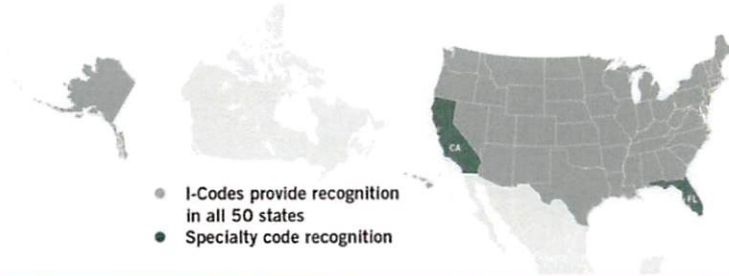 CA
FL
I-Codes provide recognition
in all 50 states
Specialty code recognition